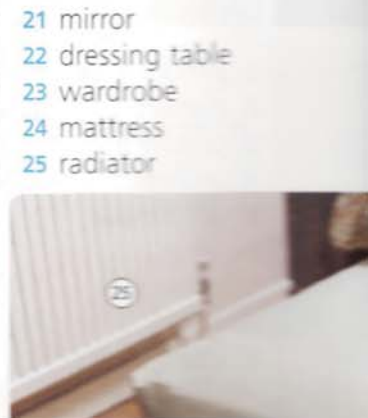 21 mirror
22 dressing table
23 wardrobe
24 mattress
25 radiator
25